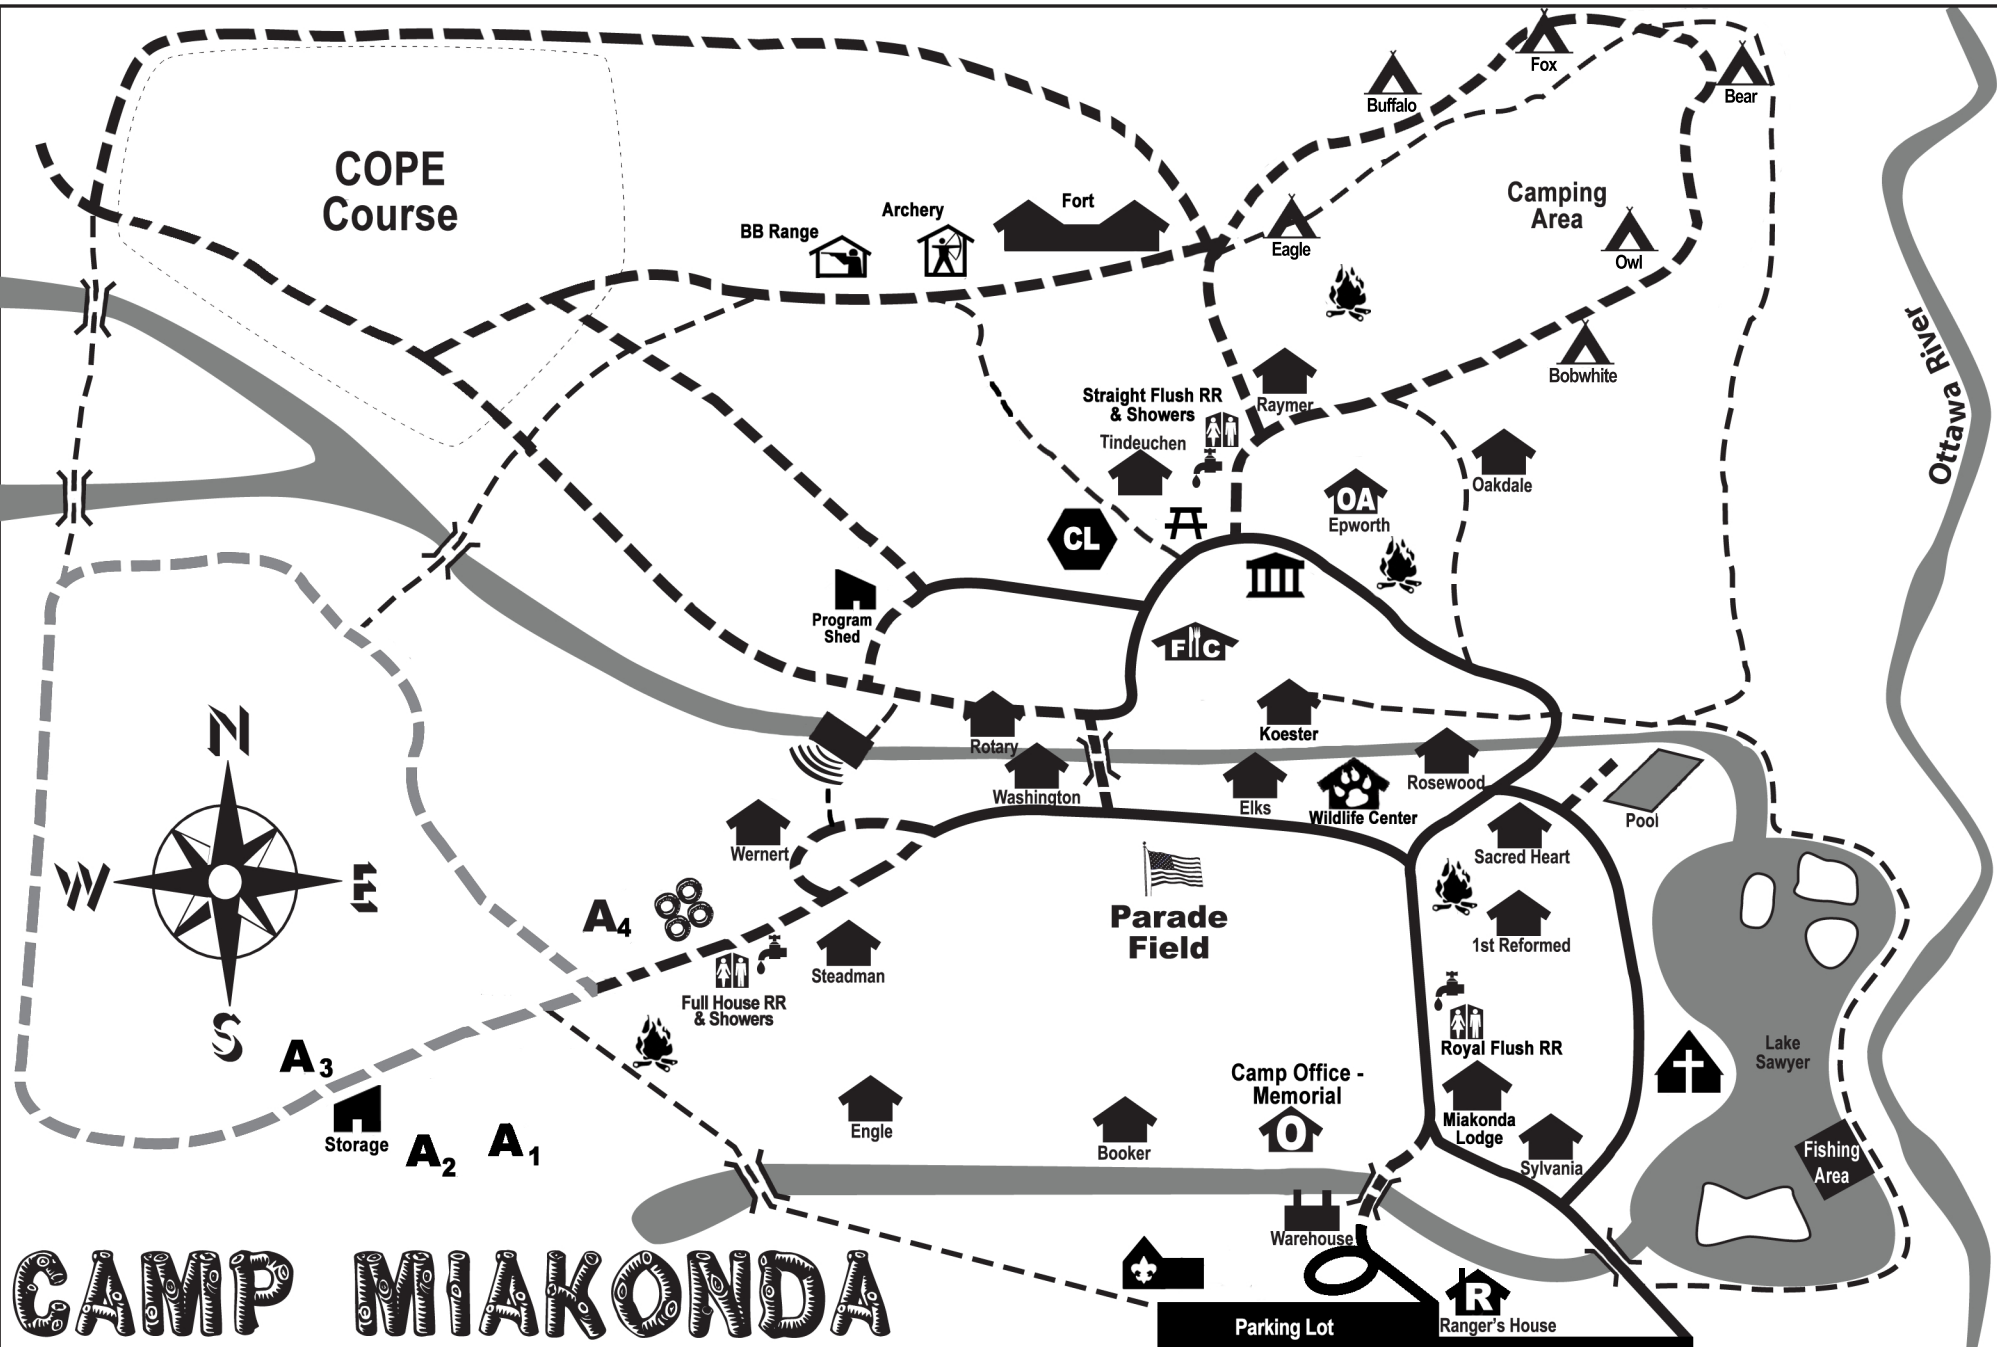 Fox
Buffalo
Bear
COPE
Course
Fort
Archery
BB Range
Camping
Area
Eagle
Owl
Ottawa River
Bobwhite
Straight Flush RR
& Showers
Raymer
Tindeuchen
Oakdale
OA
Epworth
CL
Program
Shed
F C
N
W
E
S
Rotary
Koester
Washington
Elks
Rosewood
Wildlife Center
Pool
Wernert
Sacred Heart
A4
Parade
Field
1st Reformed
Steadman
Full House RR
& Showers
A3
Royal Flush RR
Lake
Sawyer
Camp Office -
Memorial
O
Miakonda
Lodge
Storage
A2
A1
Engle
Booker
Sylvania
Fishing
Area
Warehouse
CAMP MIAKONDA
R
Ranger's House
Parking Lot